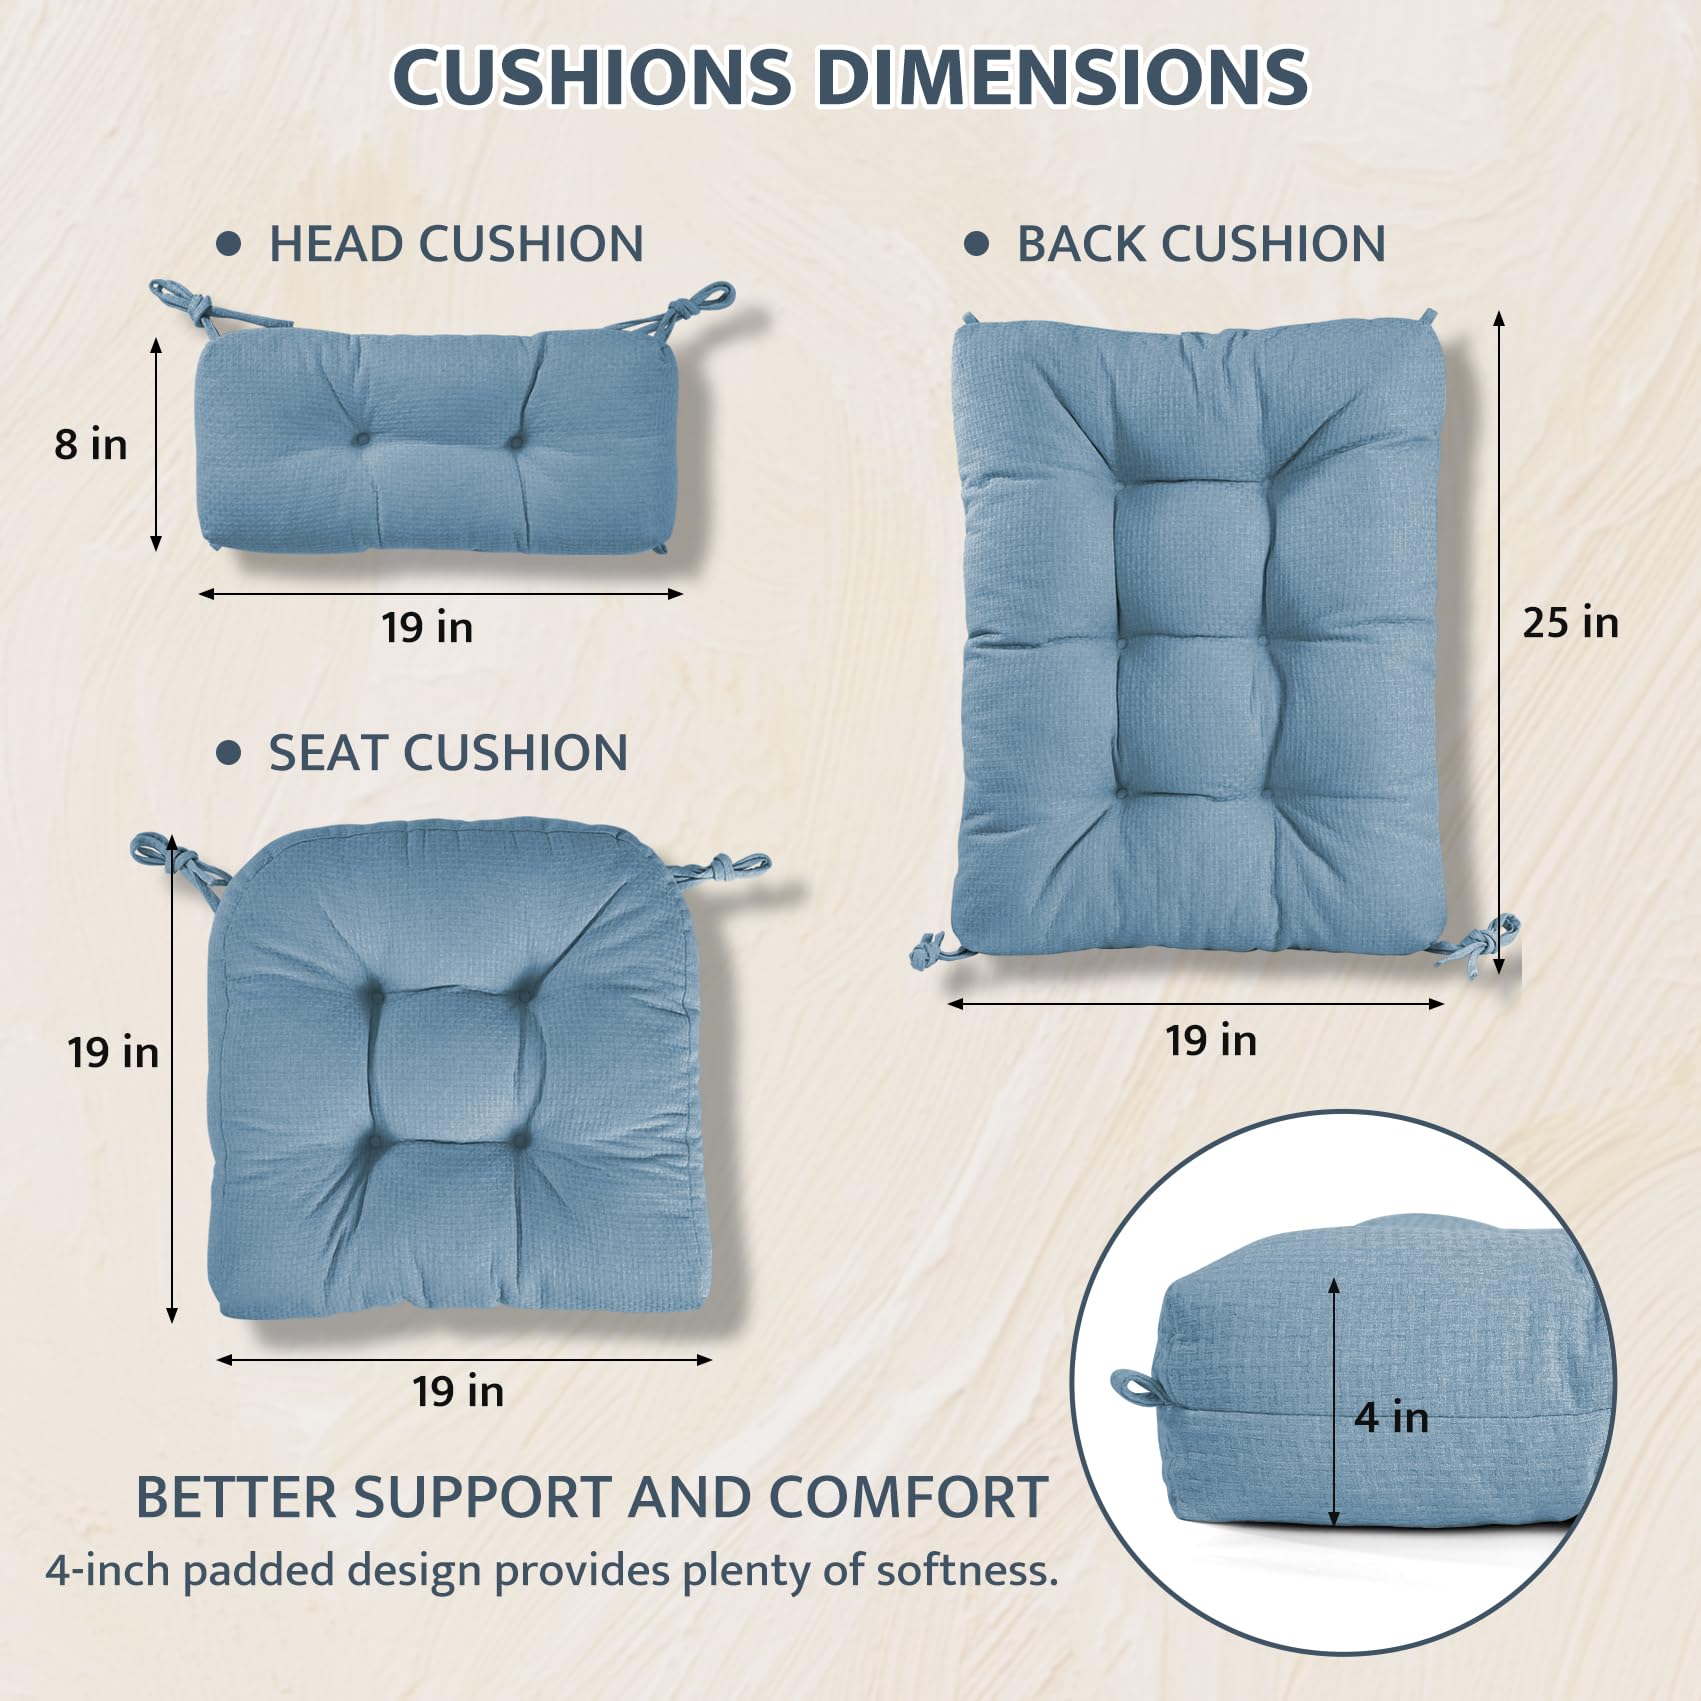 CUSHIONS DIMENSIONS
HEAD CUSHION
8 in
19 in
BACK CUSHION
25 in
19 in
SEAT CUSHION
19 in
19 in
4 in
BETTER SUPPORT AND COMFORT
4-inch padded design provides plenty of softness.